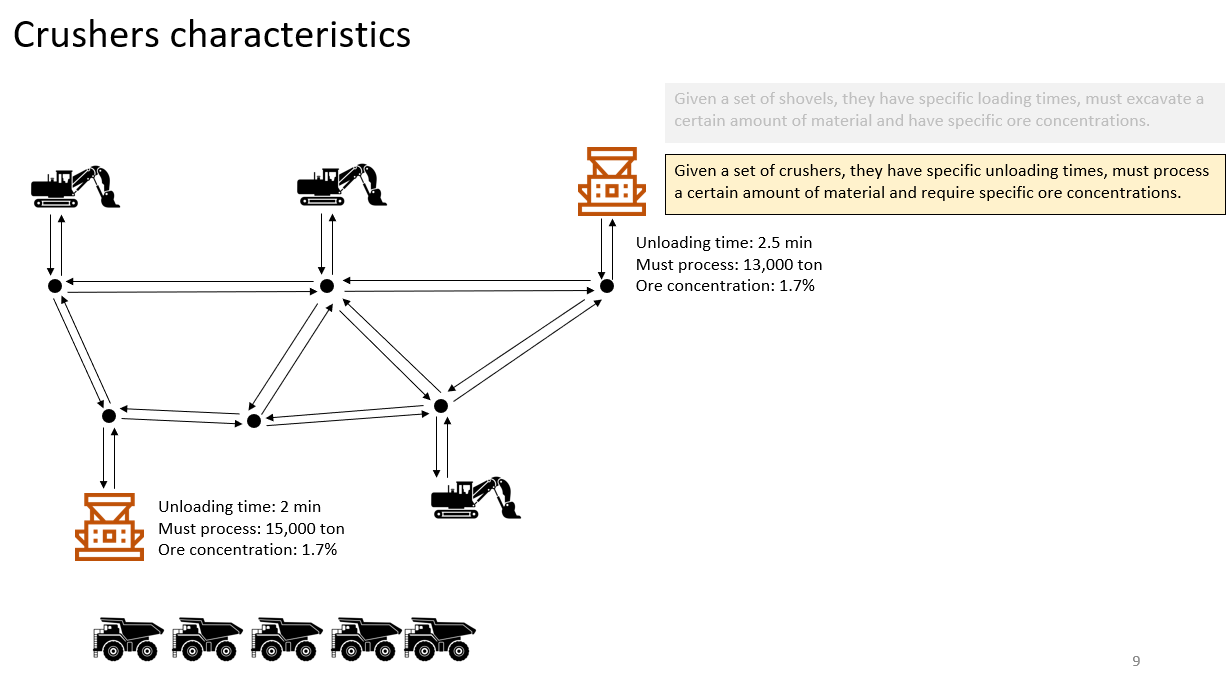 Crushers characteristics
Given a set of shovels, they have specific loading times, must excavate a
certain amount of material and have specific ore concentrations.
Given a set of crushers, they have specific unloading times, must process
a certain amount of material and require specific ore concentrations.
Unloading time: 2.5 min
Must process: 13,000 ton
Ore concentration: 1.7%
Unloading time: 2 min
Must process: 15,000 ton
Ore concentration: 1.7%
9